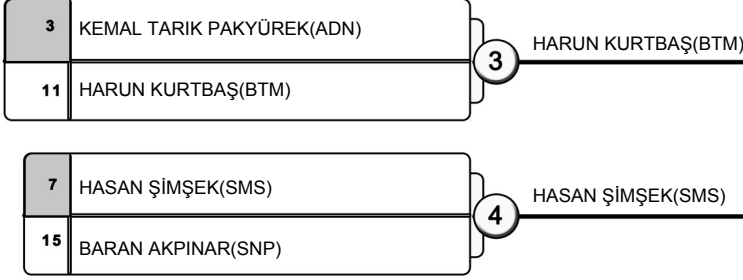 3 KEMAL TARIK PAKYÜREK(ADN)
11 HARUN KURTBAŞ(BTM)
3 HARUN KURTBAŞ(BTM)
7 HASAN ŞİMŞEK(SMS)
15 BARAN AKPINAR(SNP)
4 HASAN ŞİMŞEK(SMS)